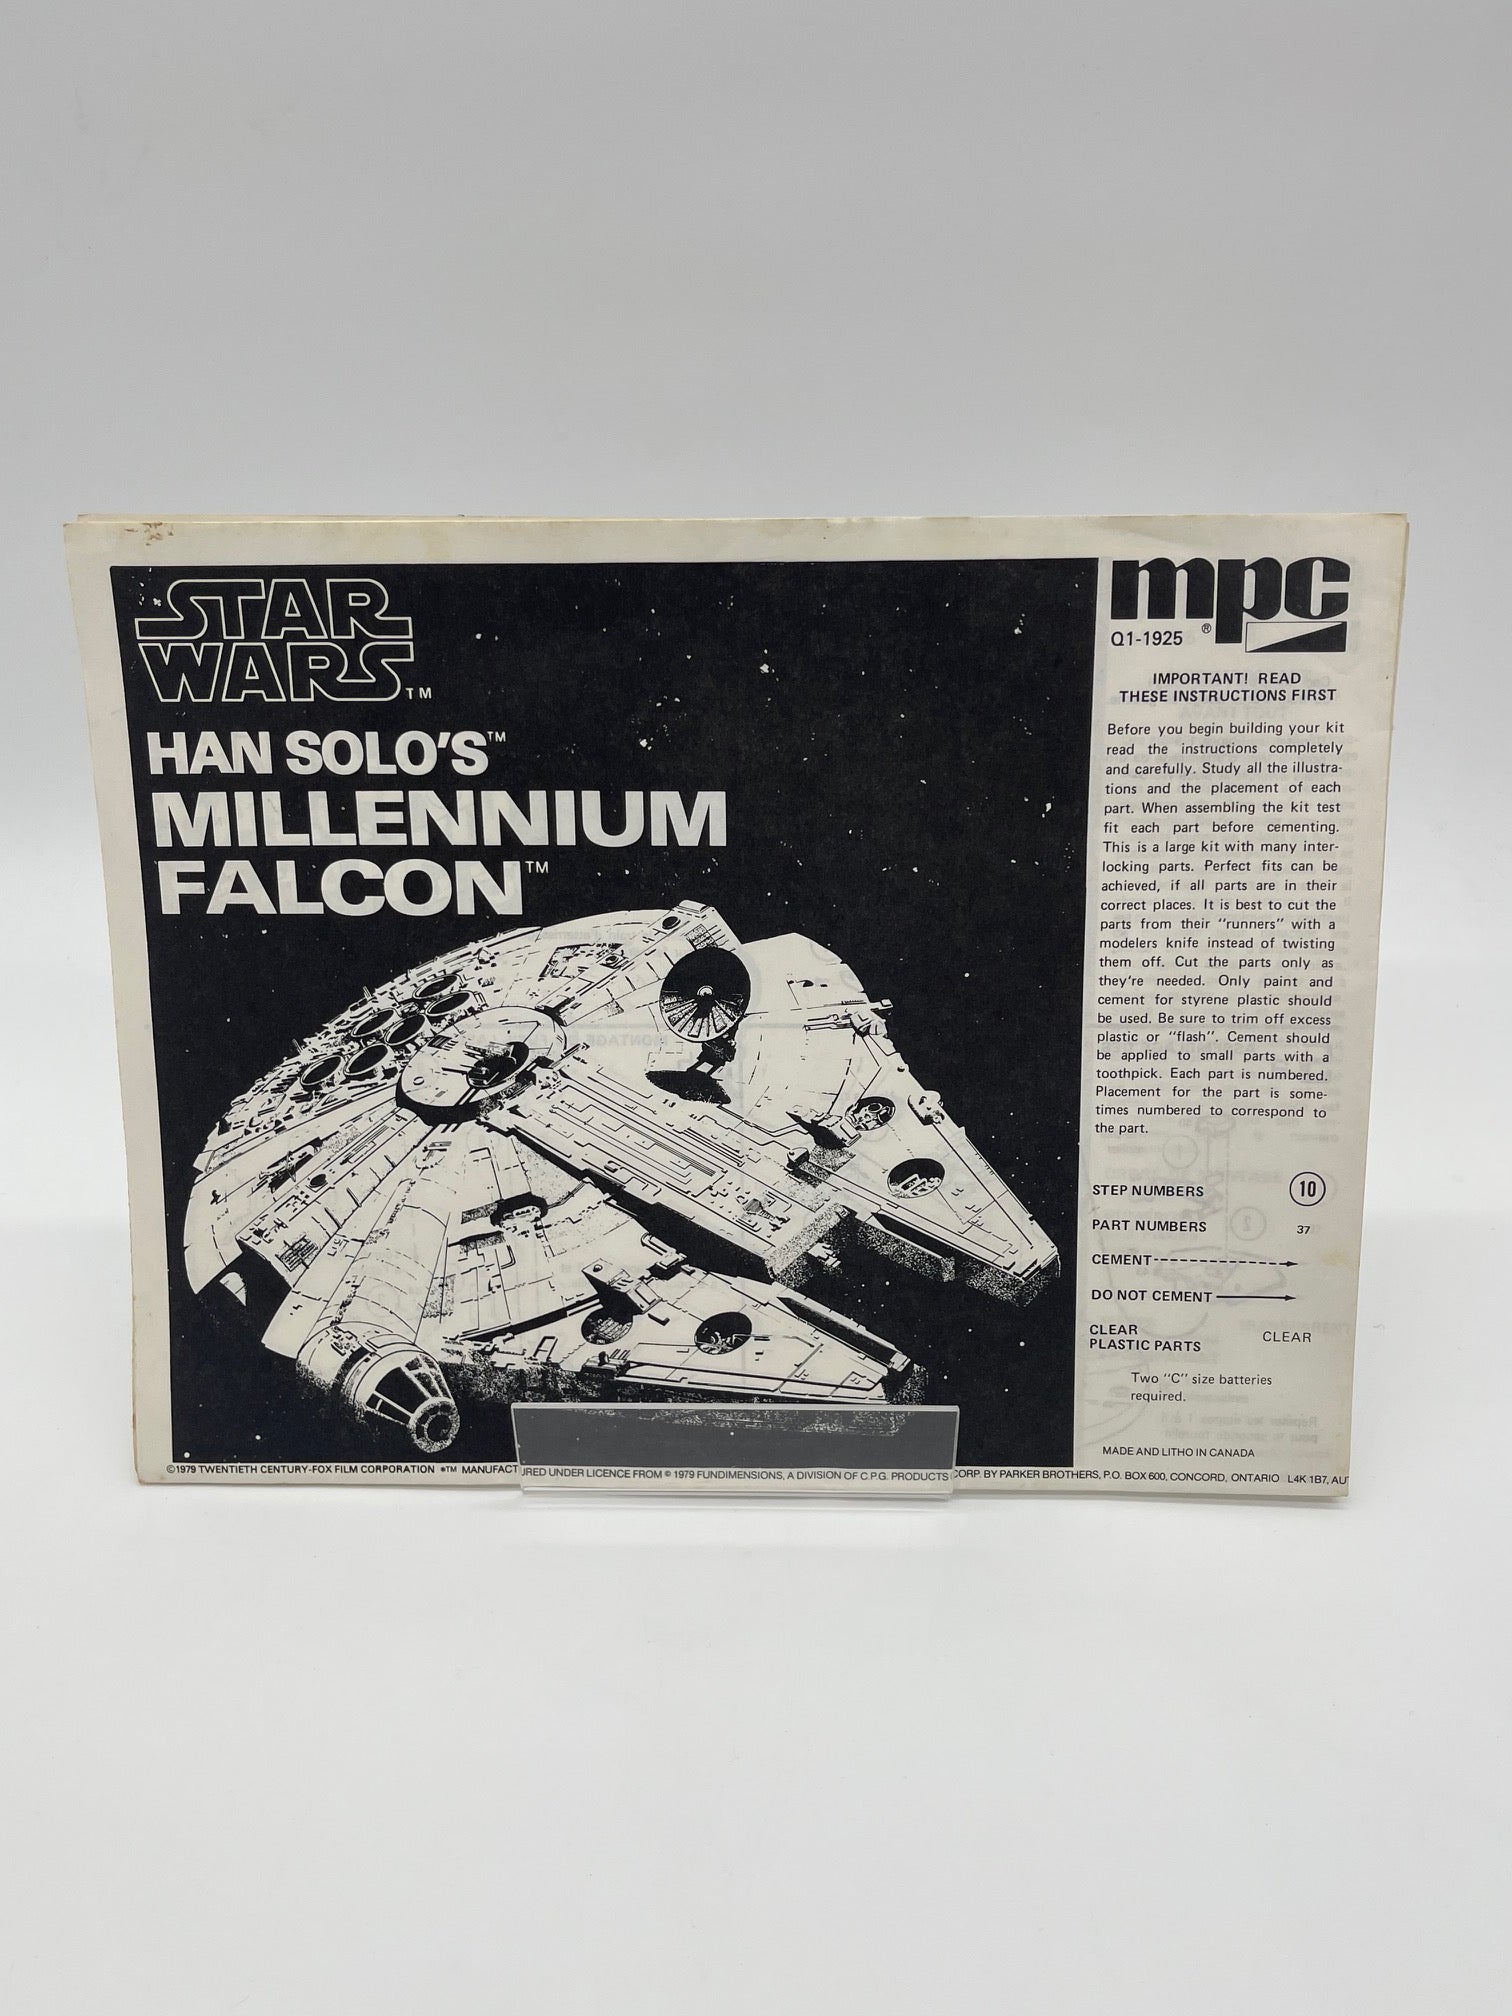 STAR
WARS™
HAN SOLO'S™
MILLENNIUM
FALCON™
mpc®
Q1-1925
IMPORTANT! READ
THESE INSTRUCTIONS FIRST
Before you begin building your kit
read the instructions completely
and carefully. Study all the illustra-
tions and the placement of each
part. When assembling the kit test
fit each part before cementing.
This is a large kit with many inter-
locking parts. Perfect fits can be
achieved, if all parts are in their
correct places. It is best to cut the
parts from their "runners" with a
modelers knife instead of twisting
them off. Cut the parts only as
they're needed. Only paint and
cement for styrene plastic should
be used. Be sure to trim off excess
plastic or "flash". Cement should
be applied to small parts with a
toothpick. Each part is numbered.
Placement for the part is some-
times numbered to correspond to
the part.
STEP NUMBERS 10
PART NUMBERS 37
CEMENT
DO NOT CEMENT
CLEAR
PLASTIC PARTS CLEAR
Two "C" size batteries
required.
MADE AND LITHO IN CANADA
©1979 TWENTIETH CENTURY-FOX FILM CORPORATION *TM MANUFACTURED UNDER LICENCE FROM © 1979 FUNDIMENSIONS, A DIVISION OF C.P.G. PRODUCTS CORP. BY PARKER BROTHERS, P.O. BOX 600, CONCORD, ONTARIO L4K 1B7, AU